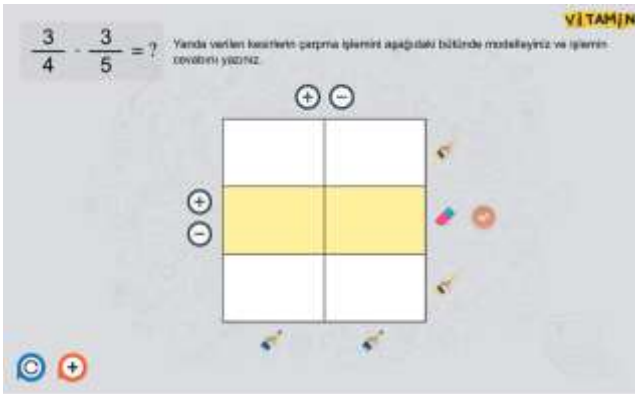 VİTAMİN
3/4 · 3/5 = ?
Yanda verilen kesirlerin çarpma işlemini aşağıdaki bütünde modelleyiniz ve işlemin
cevabını yazınız.